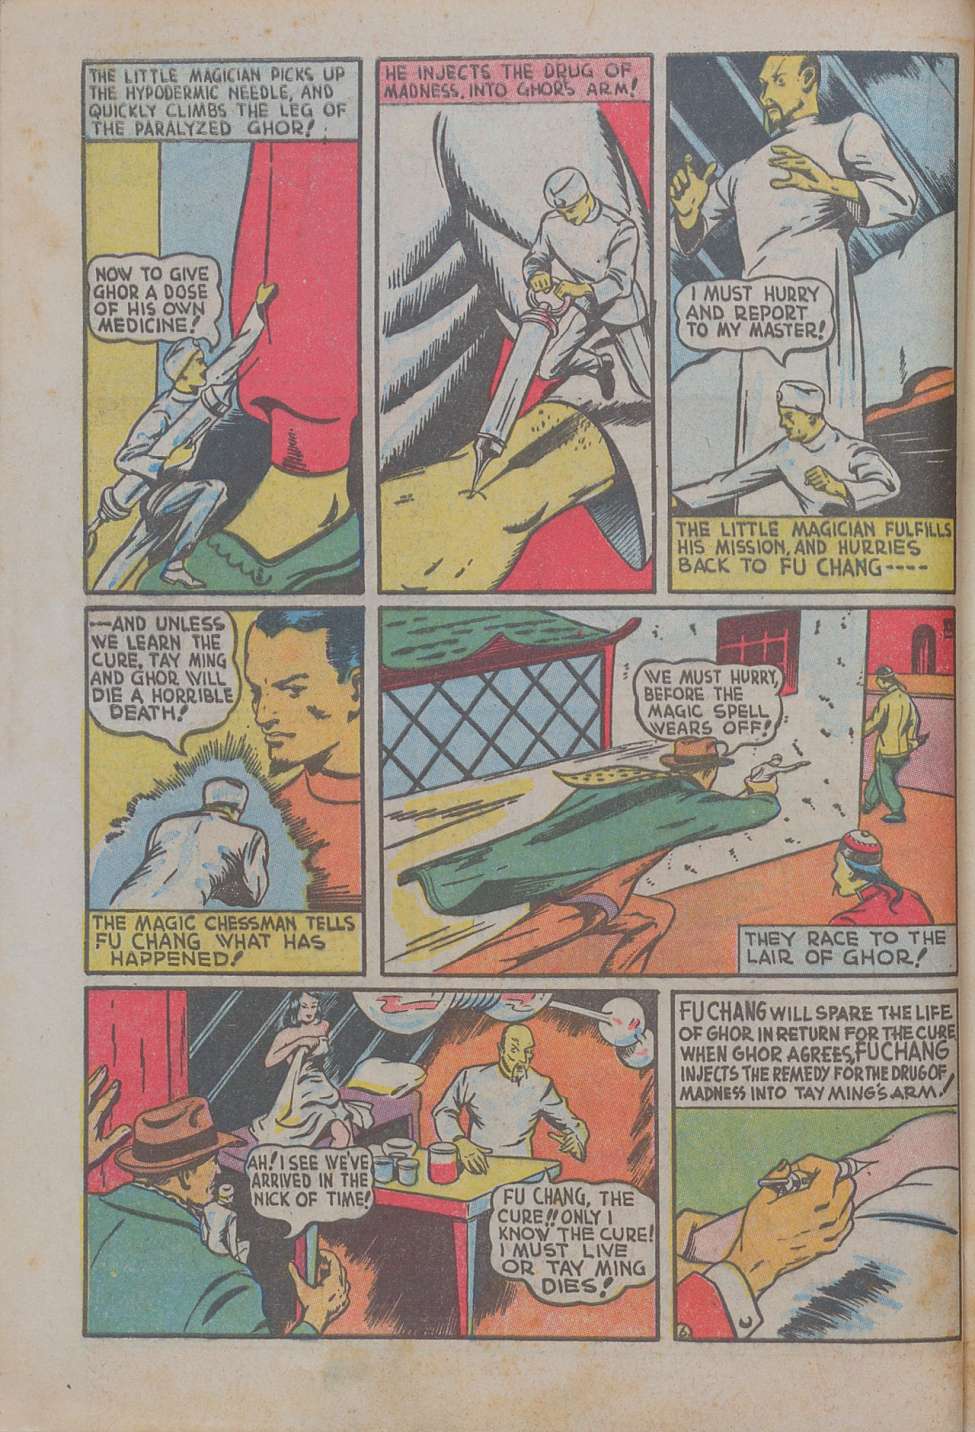 THE LITTLE MAGICIAN PICKS UP
THE HYPODERMIC NEEDLE, AND
QUICKLY CLIMBS THE LEG OF
THE PARALYZED GHOR!
NOW TO GIVE
GHOR A DOSE
OF HIS OWN
MEDICINE!
HE INJECTS THE DRUG OF
MADNESS, INTO GHOR'S ARM!
I MUST HURRY
AND REPORT
TO MY MASTER!
THE LITTLE MAGICIAN FULFILLS
HIS MISSION, AND HURRIES
BACK TO FU CHANG----
—AND UNLESS
WE LEARN THE
CURE, TAY MING
AND GHOR WILL
DIE A HORRIBLE
DEATH!
THE MAGIC CHESSMAN TELLS
FU CHANG WHAT HAS
HAPPENED!
WE MUST HURRY,
BEFORE THE
MAGIC SPELL
WEARS OFF!
THEY RACE TO THE
LAIR OF GHOR!
AH! I SEE WE'VE
ARRIVED IN THE
NICK OF TIME!
FU CHANG, THE
CURE!! ONLY I
KNOW THE CURE!
I MUST LIVE
OR TAY MING
DIES!
FU CHANG WILL SPARE THE LIFE
OF GHOR IN RETURN FOR THE CURE
WHEN GHOR AGREES, FU CHANG
INJECTS THE REMEDY FOR THE DRUG OF
MADNESS INTO TAY MING'S ARM!
6